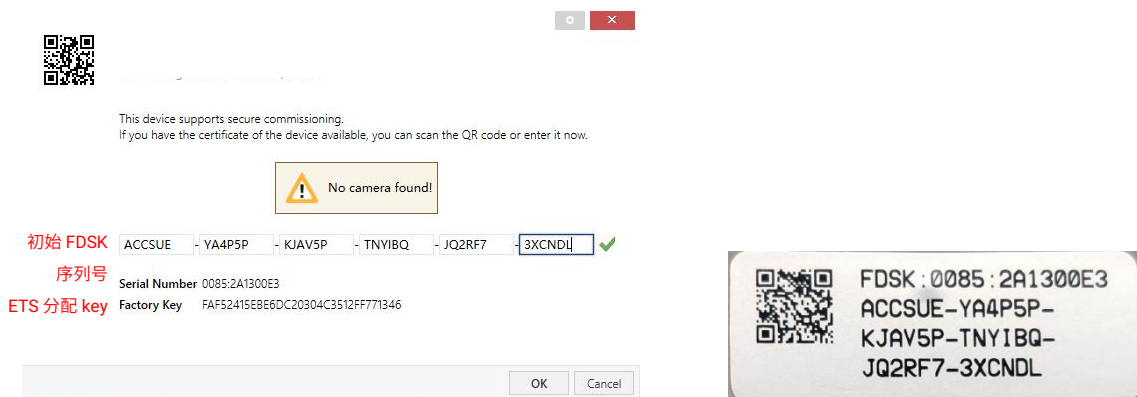 This device supports secure commissioning.
If you have the certificate of the device available, you can scan the QR code or enter it now.
No camera found!
初始 FDSK
ACCSUE - YA4P5P - KJAV5P - TNYIBQ - JQ2RF7 - 3XCNDL
序列号
Serial Number 0085:2A1300E3
ETS 分配 key
Factory Key FAF52415EBE6DC20304C3512FF771346
OK
Cancel
FDSK:0085:2A1300E3
ACCSUE-YA4P5P-
KJAV5P-TNYIBQ-
JQ2RF7-3XCNDL